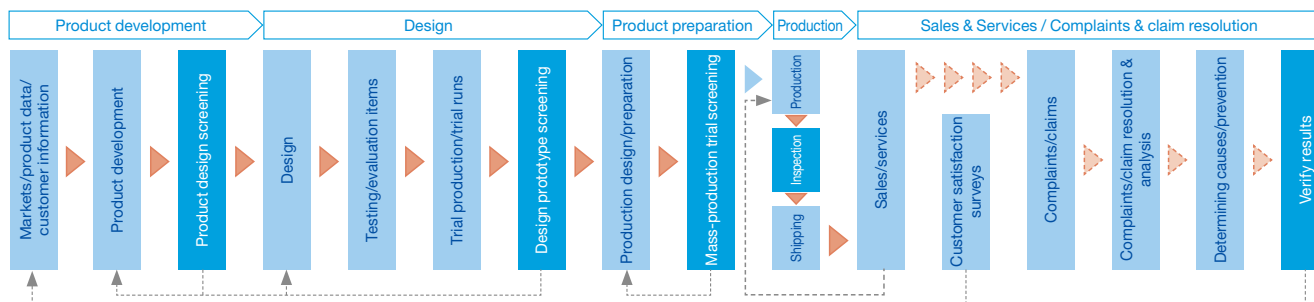 Product development
Design
Product preparation
Production
Sales & Services / Complaints & claim resolution
Markets/product data/
customer information
Product development
Product design screening
Design
Testing/evaluation items
Trial production/trial runs
Design prototype screening
Production design/preparation
Mass-production trial screening
Production
Inspection
Shipping
Sales/services
Customer satisfaction
surveys
Complaints/claims
Complaints/claim resolution &
analysis
Determining causes/prevention
Verify results